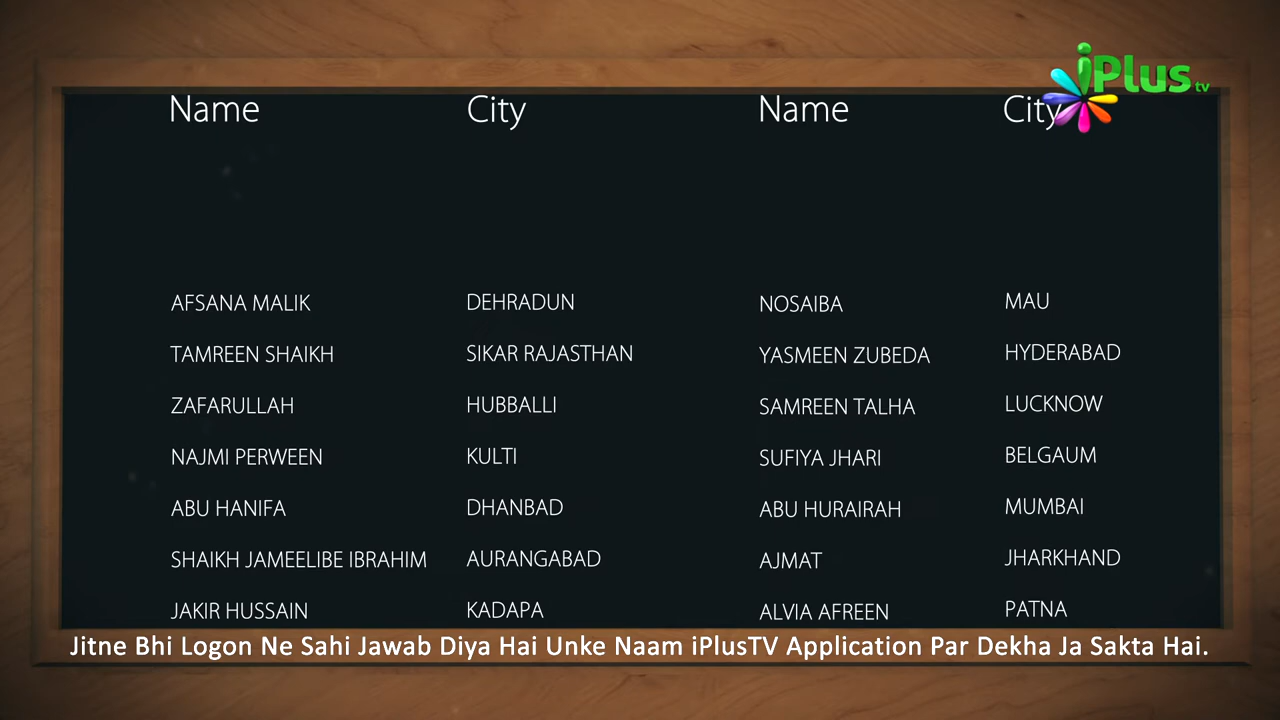 iPlus tv
Name City Name City
AFSANA MALIK DEHRADUN NOSAIBA MAU
TAMREEN SHAIKH SIKAR RAJASTHAN YASMEEN ZUBEDA HYDERABAD
ZAFARULLAH HUBBALLI SAMREEN TALHA LUCKNOW
NAJMI PERWEEN KULTI SUFIYA JHARI BELGAUM
ABU HANIFA DHANBAD ABU HURAIRAH MUMBAI
SHAIKH JAMEELIBE IBRAHIM AURANGABAD AJMAT JHARKHAND
JAKIR HUSSAIN KADAPA ALVIA AFREEN PATNA
Jitne Bhi Logon Ne Sahi Jawab Diya Hai Unke Naam iPlusTV Application Par Dekha Ja Sakta Hai.